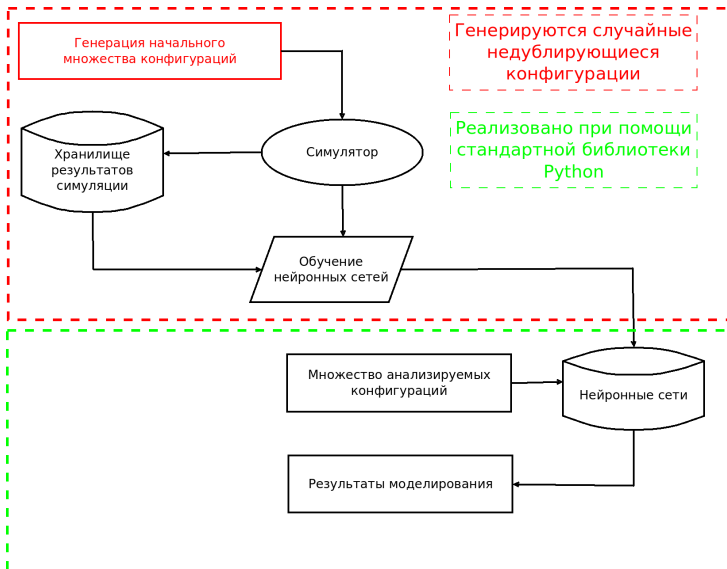 Генерация начального
множества конфигураций
Генерируются случайные
недублирующиеся
конфигурации
Реализовано при помощи
стандартной библиотеки
Python
Хранилище
результатов
симуляции
Симулятор
Обучение
нейронных сетей
Множество анализируемых
конфигураций
Нейронные сети
Результаты моделирования